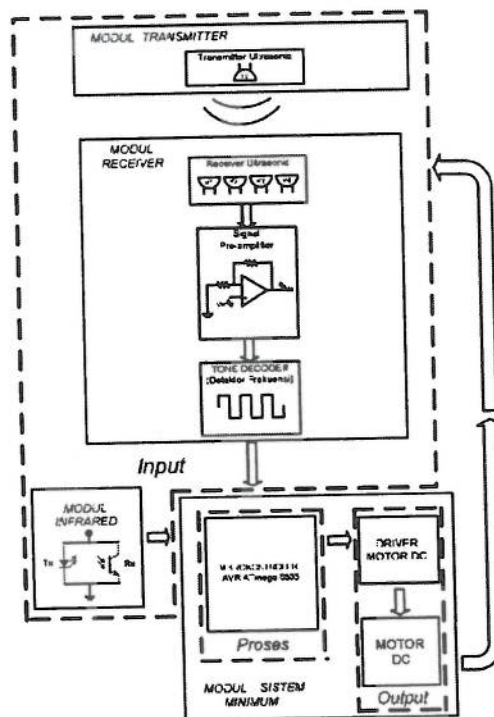 MODUL TRANSMITTER
Transmitter Ultrasonic
MODUL
RECEIVER
Receiver Ultrasonic
Signal
Pre-amplifier
TONE DECODER
(Detektor Frekuensi)
Input
MODUL
INFRARED
Tx
Rx
MIKROKONTROLER
AVR ATmega 8535
Proses
DRIVER
MOTOR DC
MOTOR
DC
Output
MODUL SISTEM
MINIMUM